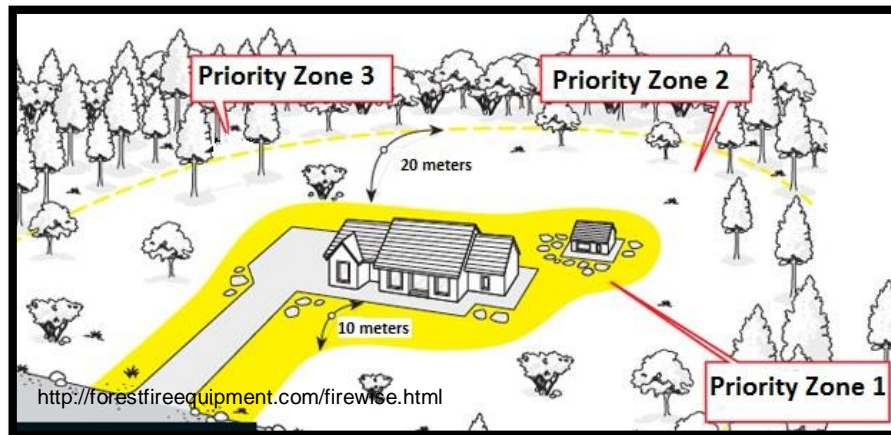 Priority Zone 3
Priority Zone 2
20 meters
10 meters
Priority Zone 1
http://forestfireequipment.com/firewise.html